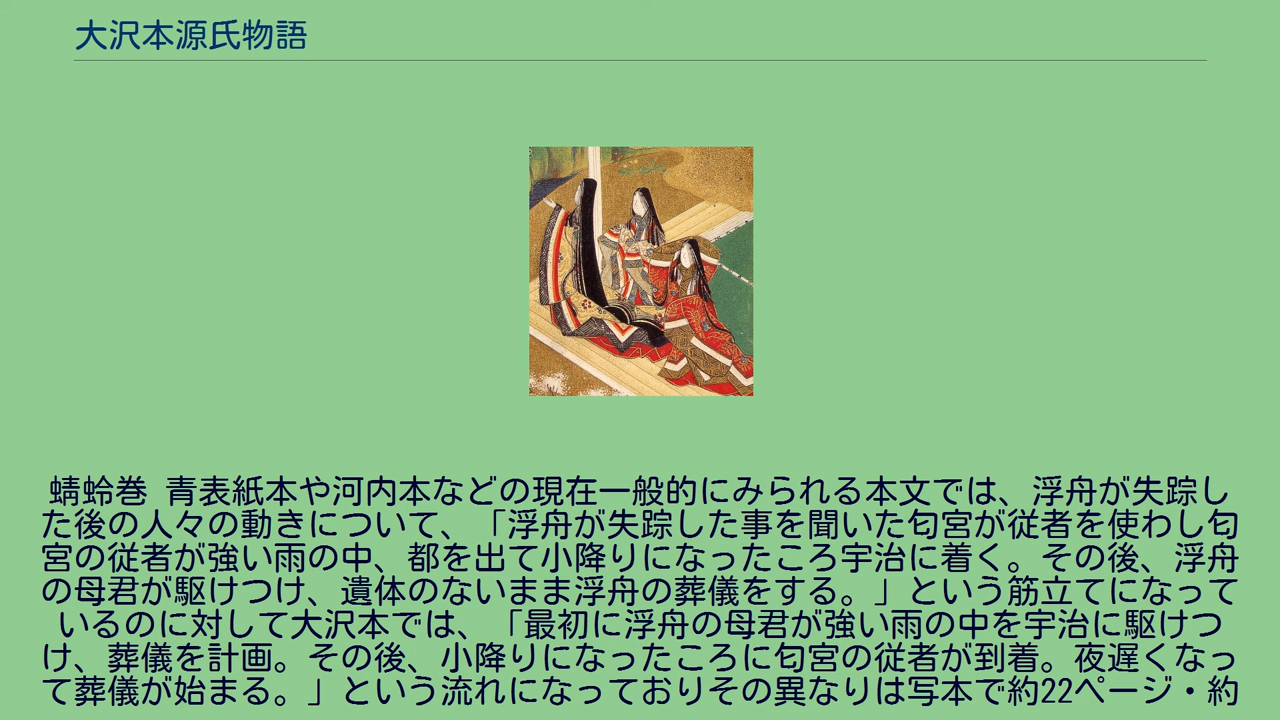 大沢本源氏物語
蜻蛉巻 青表紙本や河内本などの現在一般的にみられる本文では、浮舟が失踪し
た後の人々の動きについて、「浮舟が失踪した事を聞いた匂宮が従者を使わし匂
宮の従者が強い雨の中、都を出て小降りになったころ宇治に着く。その後、浮舟
の母君が駆けつけ、遺体のないまま浮舟の葬儀をする。」という筋立てになって
いるのに対して大沢本では、「最初に浮舟の母君が強い雨の中を宇治に駆けつ
け、葬儀を計画。その後、小降りになったころに匂宮の従者が到着。夜遅くなっ
て葬儀が始まる。」という流れになっておりその異なりは写本で約22ページ・約